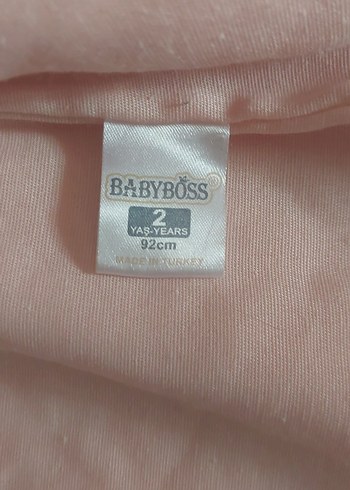 BABYBOSS
2
YAŞ-YEARS
92cm
MADE IN TURKEY